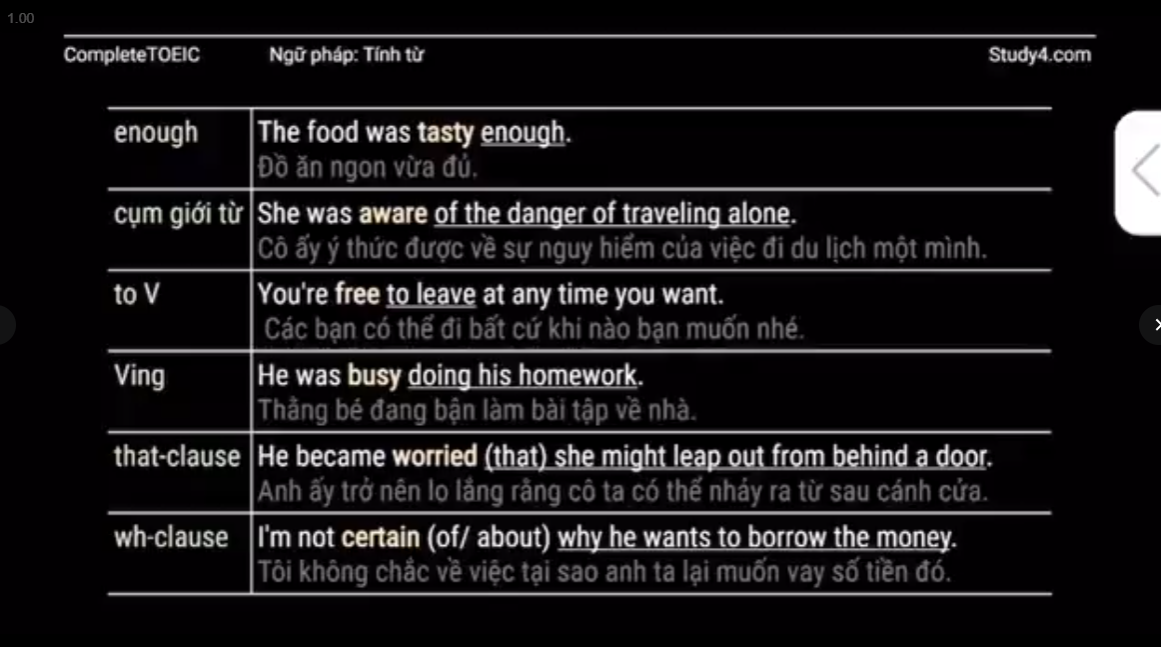 1.00
CompleteTOEIC Ngữ pháp: Tính từ Study4.com
enough The food was tasty enough.
Đồ ăn ngon vừa đủ.
cụm giới từ She was aware of the danger of traveling alone.
Cô ấy ý thức được về sự nguy hiểm của việc đi du lịch một mình.
to V You're free to leave at any time you want.
Các bạn có thể đi bất cứ khi nào bạn muốn nhé.
Ving He was busy doing his homework.
Thằng bé đang bận làm bài tập về nhà.
that-clause He became worried (that) she might leap out from behind a door.
Anh ấy trở nên lo lắng rằng cô ta có thể nhảy ra từ sau cánh cửa.
wh-clause I'm not certain (of/ about) why he wants to borrow the money.
Tôi không chắc về việc tại sao anh ta lại muốn vay số tiền đó.